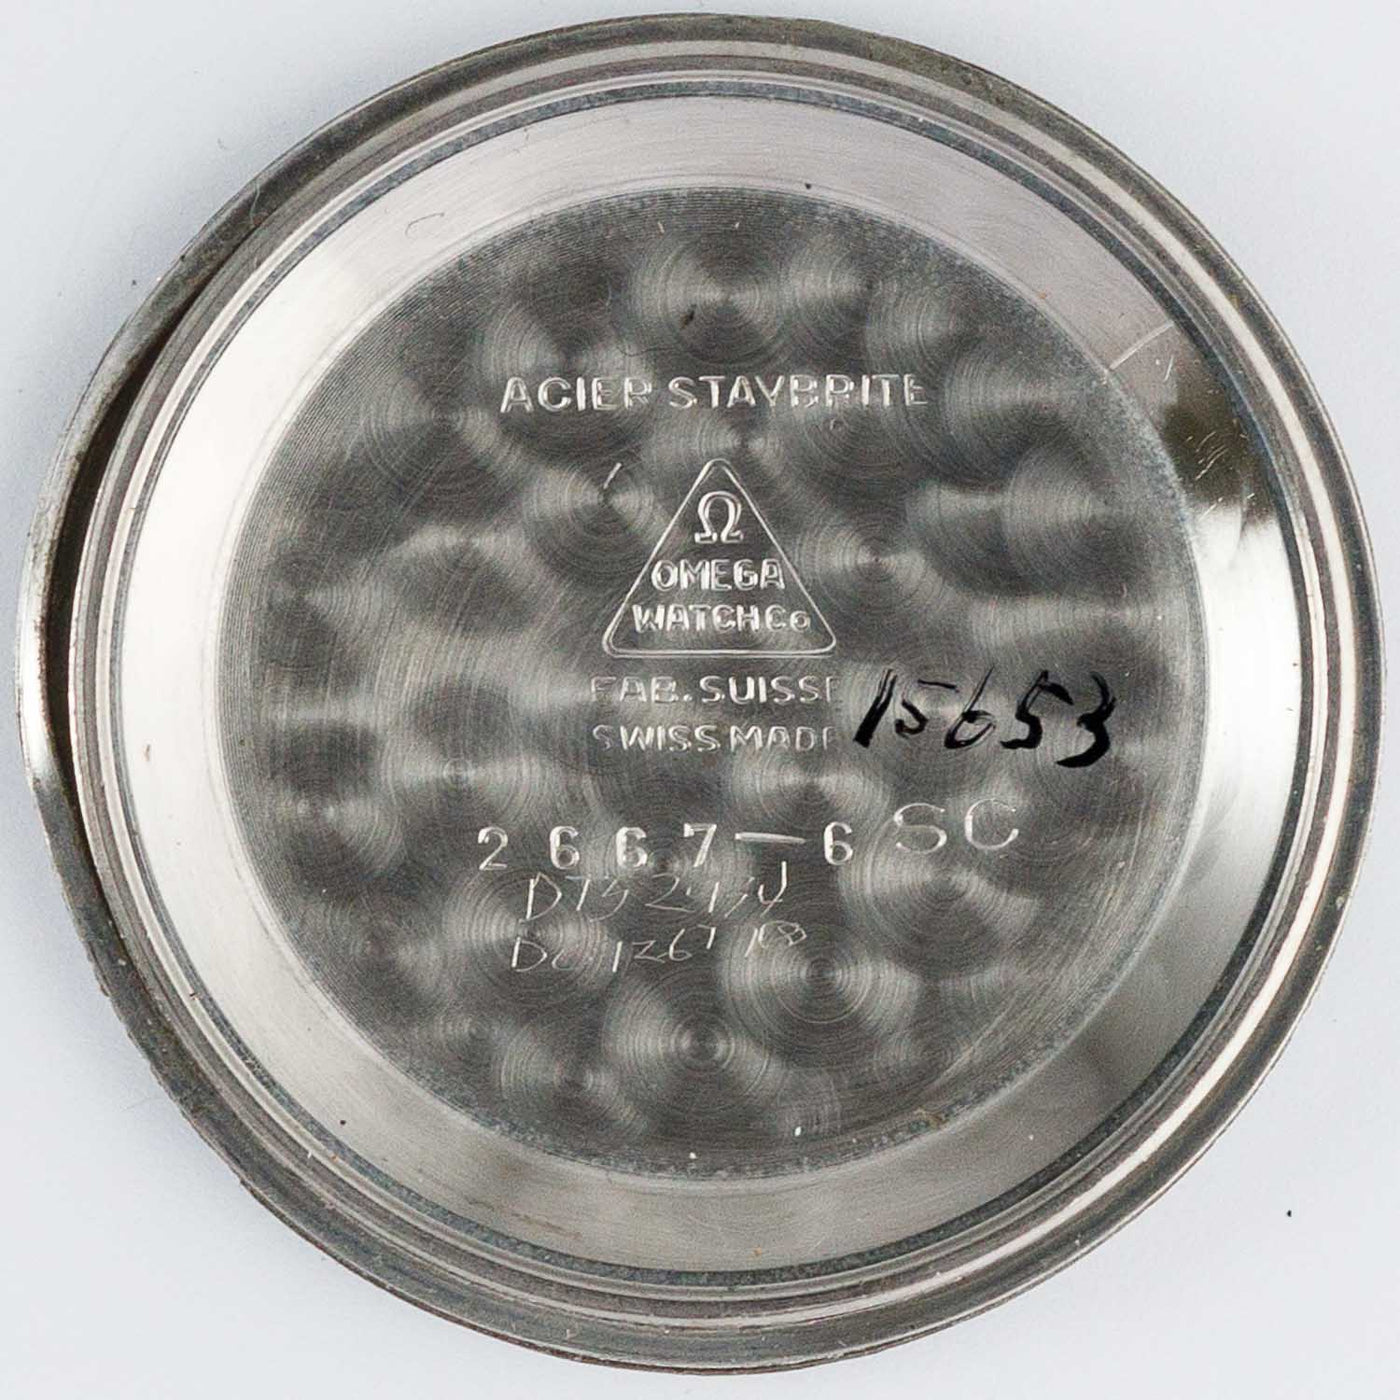 ACIER STAYBRITE
Ω
OMEGA
WATCH Co
FAB. SUISSE
SWISS MADE
15653
2667-6 SC